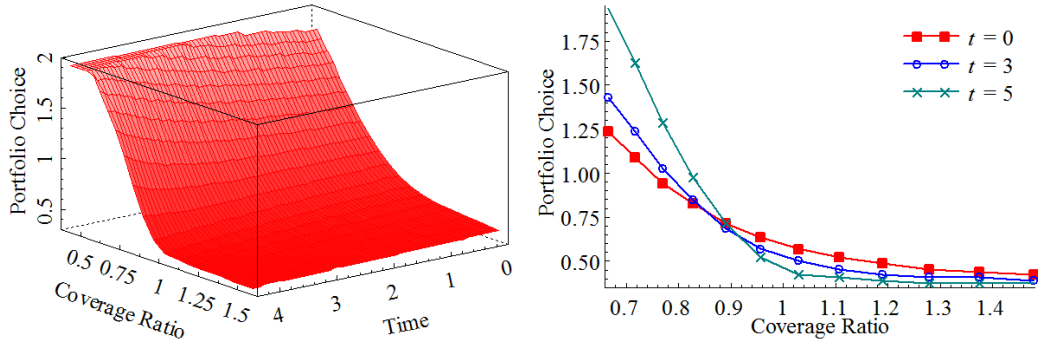 Portfolio Choice
2
1.5
1
0.5
0.5
0.75
1
1.25
1.5
Coverage Ratio
4
3
2
1
0
Time
Portfolio Choice
1.75
1.50
1.25
1.00
0.75
0.50
t = 0
t = 3
t = 5
0.7 0.8 0.9 1 1.1 1.2 1.3 1.4
Coverage Ratio